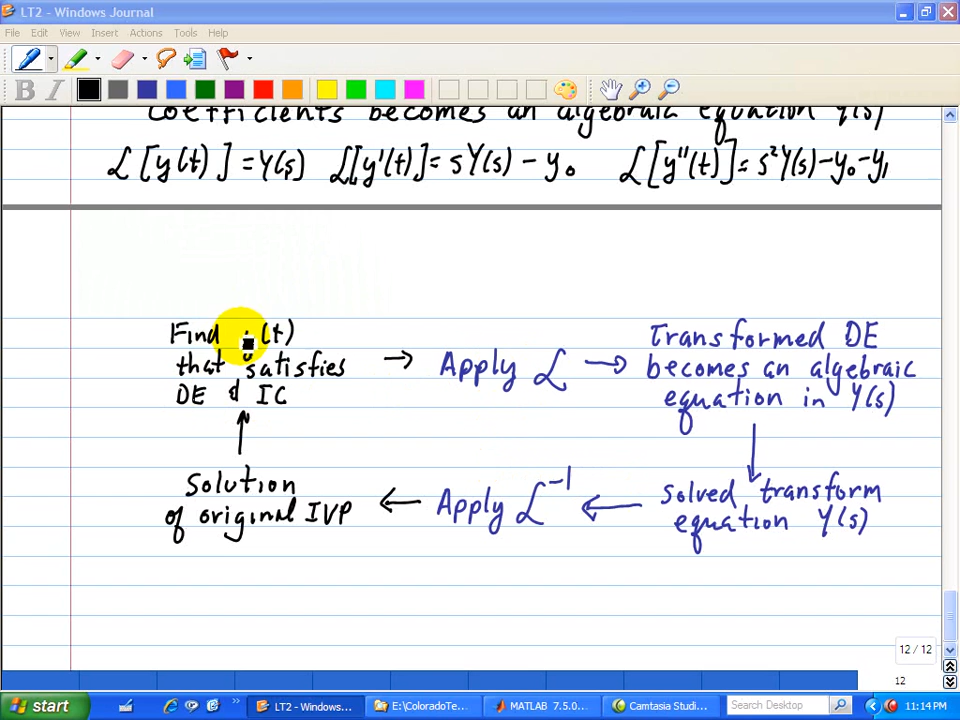 LT2 - Windows Journal
File Edit View Insert Actions Tools Help
B I
Coefficients becomes an algebraic equation Y(s)
ℒ[y(t)] = Y(s) ℒ[y'(t)] = sY(s) - y₀ ℒ[y''(t)] = s²Y(s) - y₀ - y₁
Find y(t)
that satisfies
DE & IC
→ Apply ℒ →
Transformed DE
becomes an algebraic
equation in Y(s)
solved transform
equation Y(s)
← Apply ℒ⁻¹ ←
Solution
of original IVP
12 / 12
12
start
LT2 - Windows...
E:\ColoradoTe...
MATLAB 7.5.0...
Camtasia Studi...
Search Desktop
11:14 PM